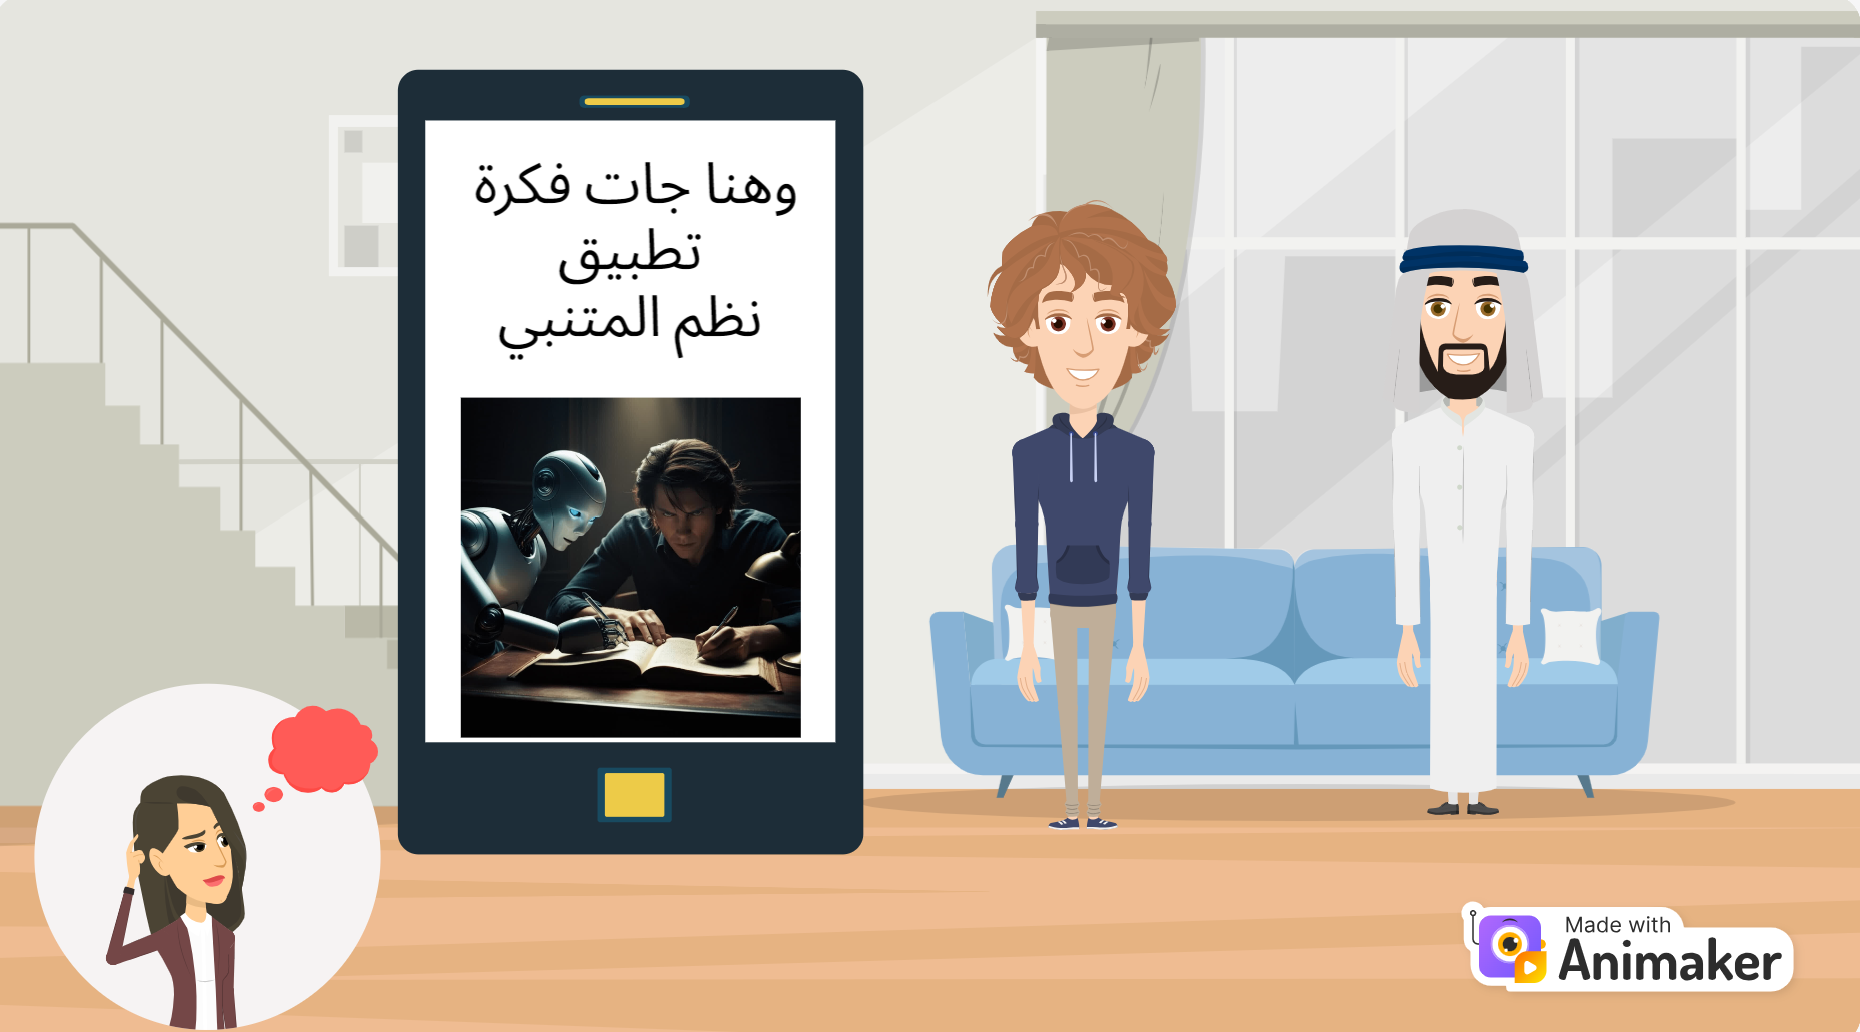 وهنا جات فكرة
تطبيق
نظم المتنبي
Made with
Animaker